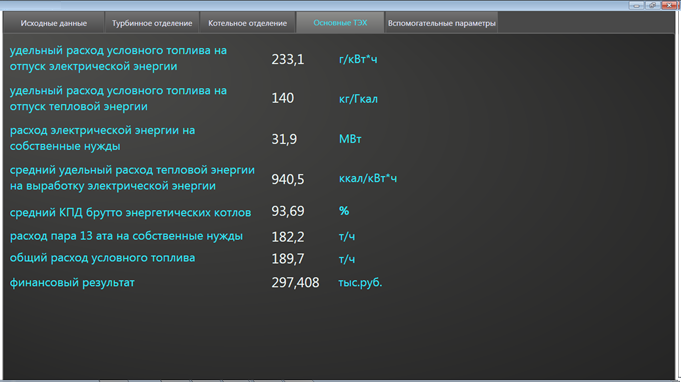 Исходные данные Турбинное отделение Котельное отделение Основные ТЭХ Вспомогательные параметры
удельный расход условного топлива на
отпуск электрической энергии 233,1 г/кВт*ч
удельный расход условного топлива на
отпуск тепловой энергии 140 кг/Гкал
расход электрической энергии на
собственные нужды 31,9 МВт
средний удельный расход тепловой энергии
на выработку электрической энергии 940,5 ккал/кВт*ч
средний КПД брутто энергетических котлов 93,69 %
расход пара 13 ата на собственные нужды 182,2 т/ч
общий расход условного топлива 189,7 т/ч
финансовый результат 297,408 тыс.руб.